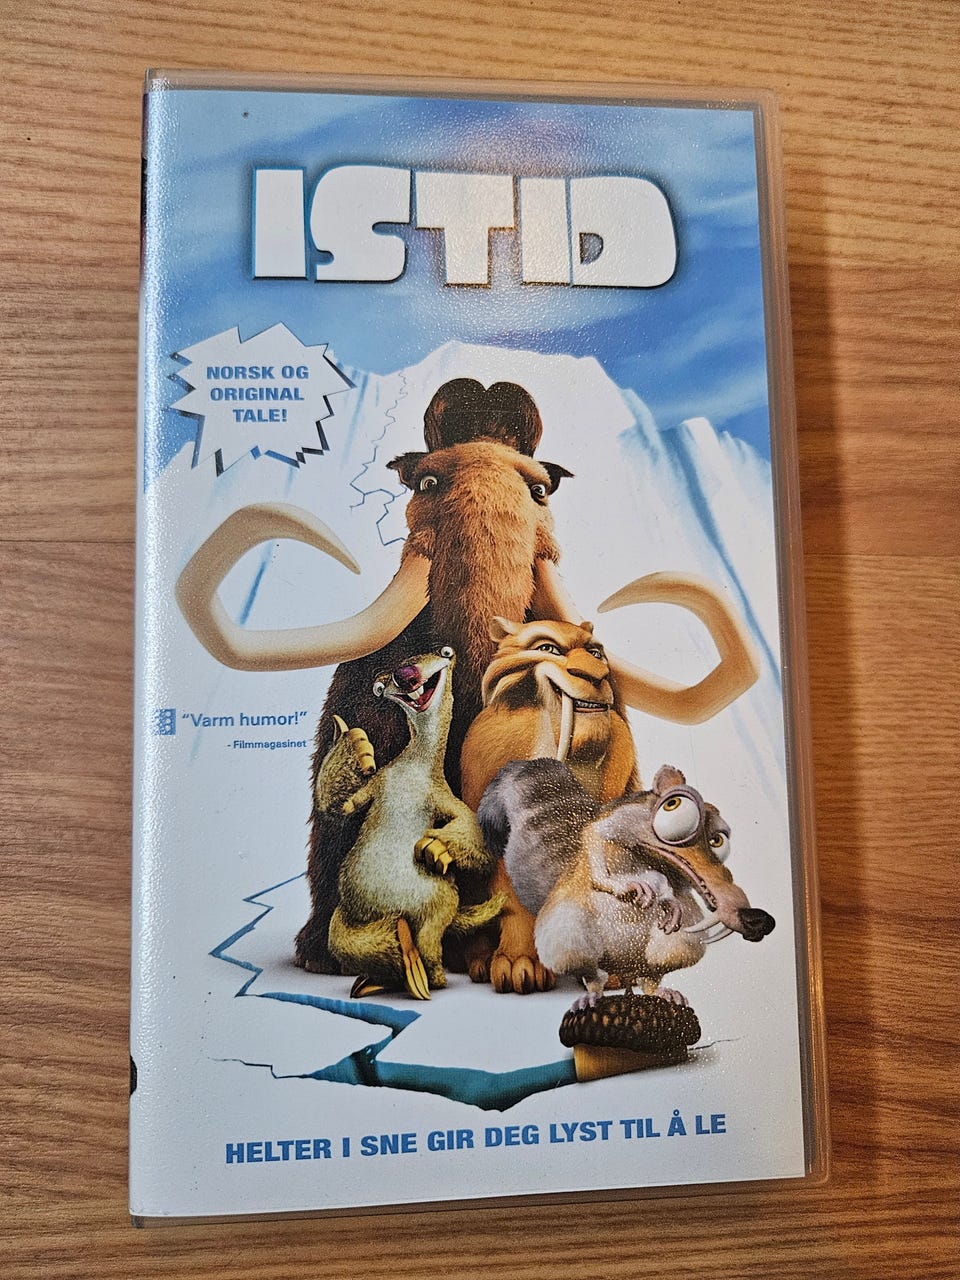 ISTID
NORSK OG
ORIGINAL
TALE!
"Varm humor!"
- Filmmagasinet
HELTER I SNE GIR DEG LYST TIL Å LE